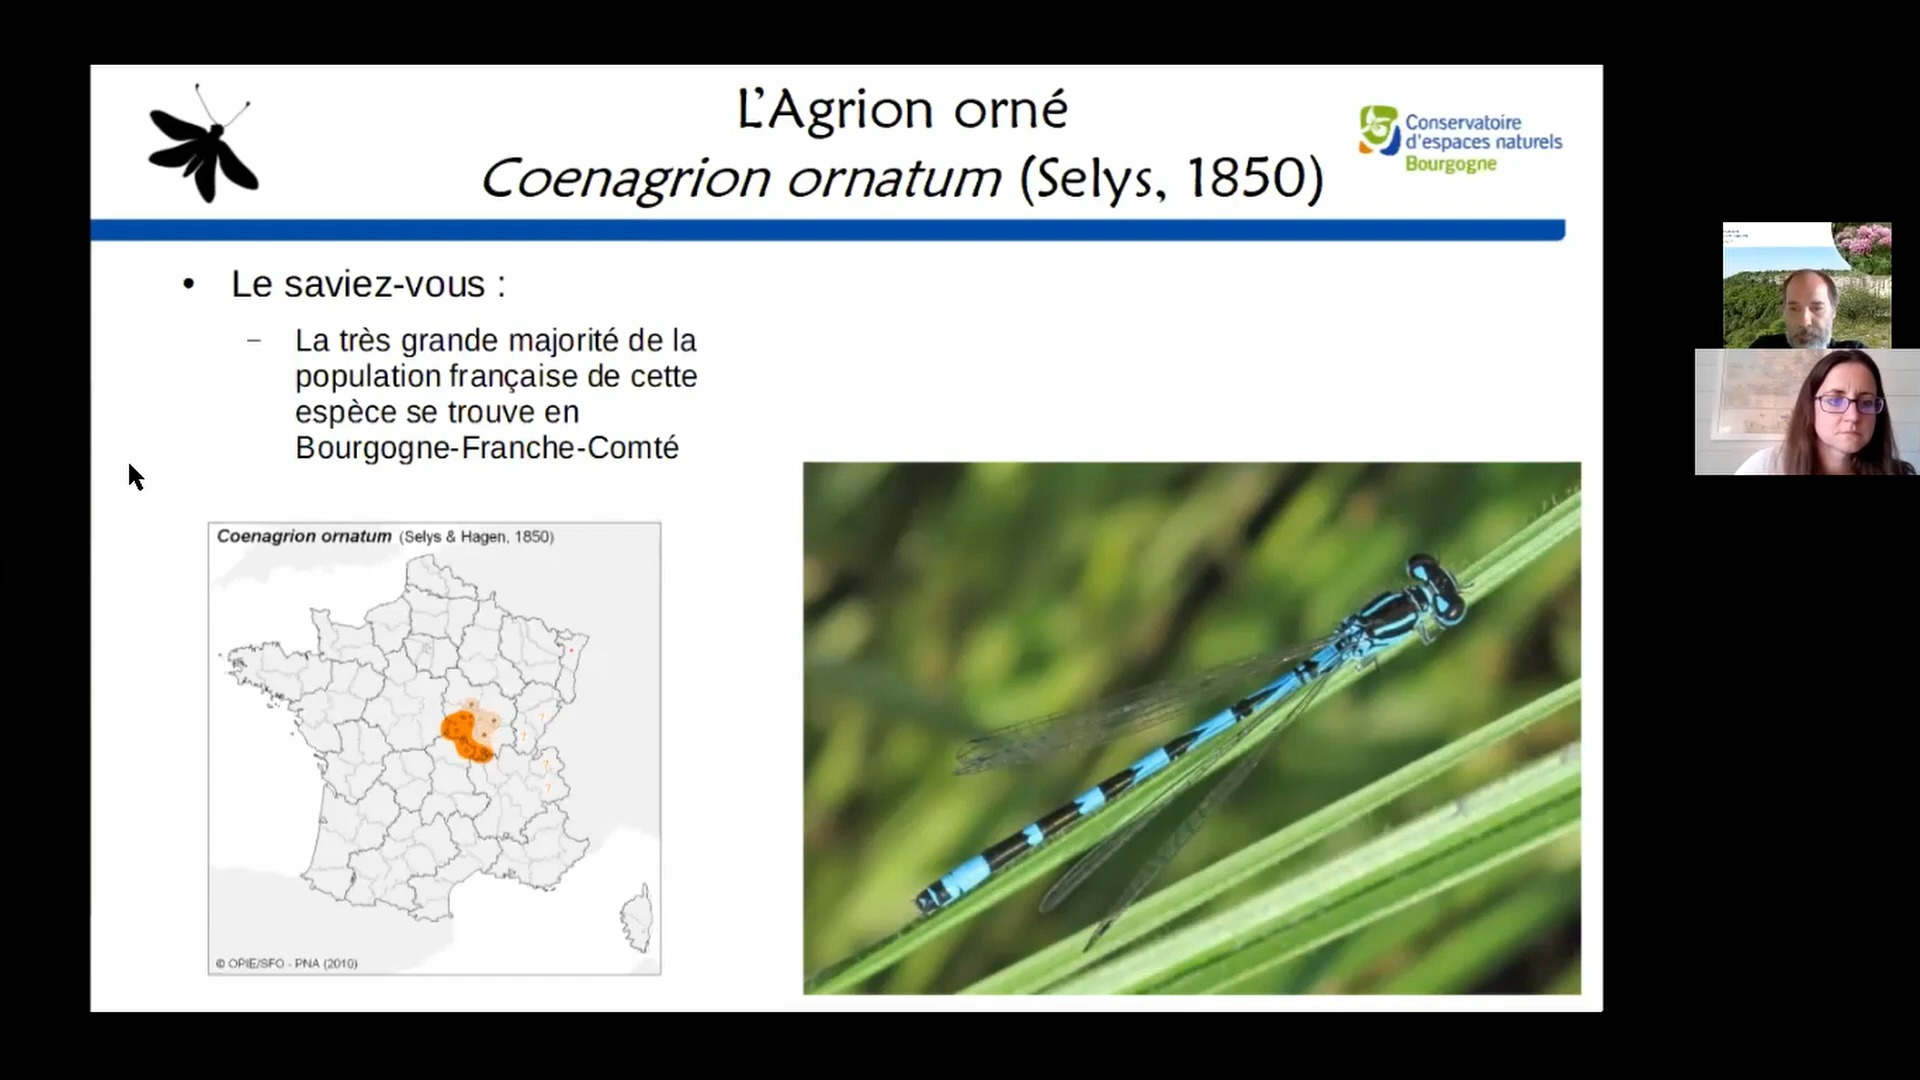 L’Agrion orné
Coenagrion ornatum (Selys, 1850)
Conservatoire
d'espaces naturels
Bourgogne
• Le saviez-vous :
– La très grande majorité de la
population française de cette
espèce se trouve en
Bourgogne-Franche-Comté
Coenagrion ornatum (Selys & Hagen, 1850)
?
?
?
?
© OPIE/SFO - PNA (2010)